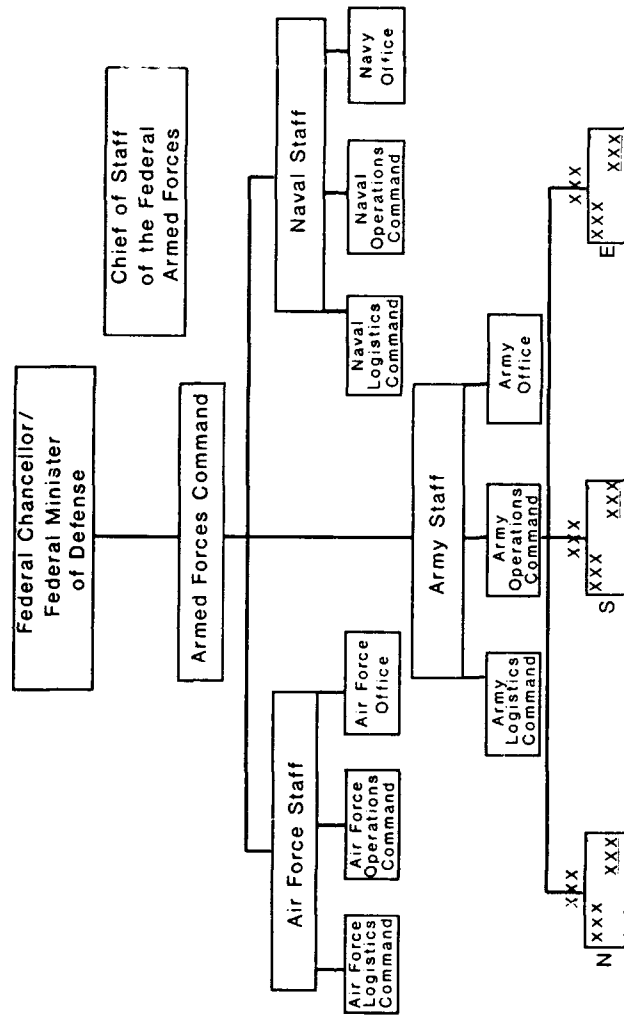 Federal Chancellor/
Federal Minister
of Defense
Chief of Staff
of the Federal
Armed Forces
Armed Forces Command
Air Force Staff
Naval Staff
Air Force
Logistics
Command
Air Force
Operations
Command
Air Force
Office
Naval
Logistics
Command
Naval
Operations
Command
Navy
Office
Army Staff
Army
Logistics
Command
Army
Operations
Command
Army
Office
XXX
XXX
XXX
N
XXX
XXX
XXX
S
XXX
XXX
XXX
E
XXX